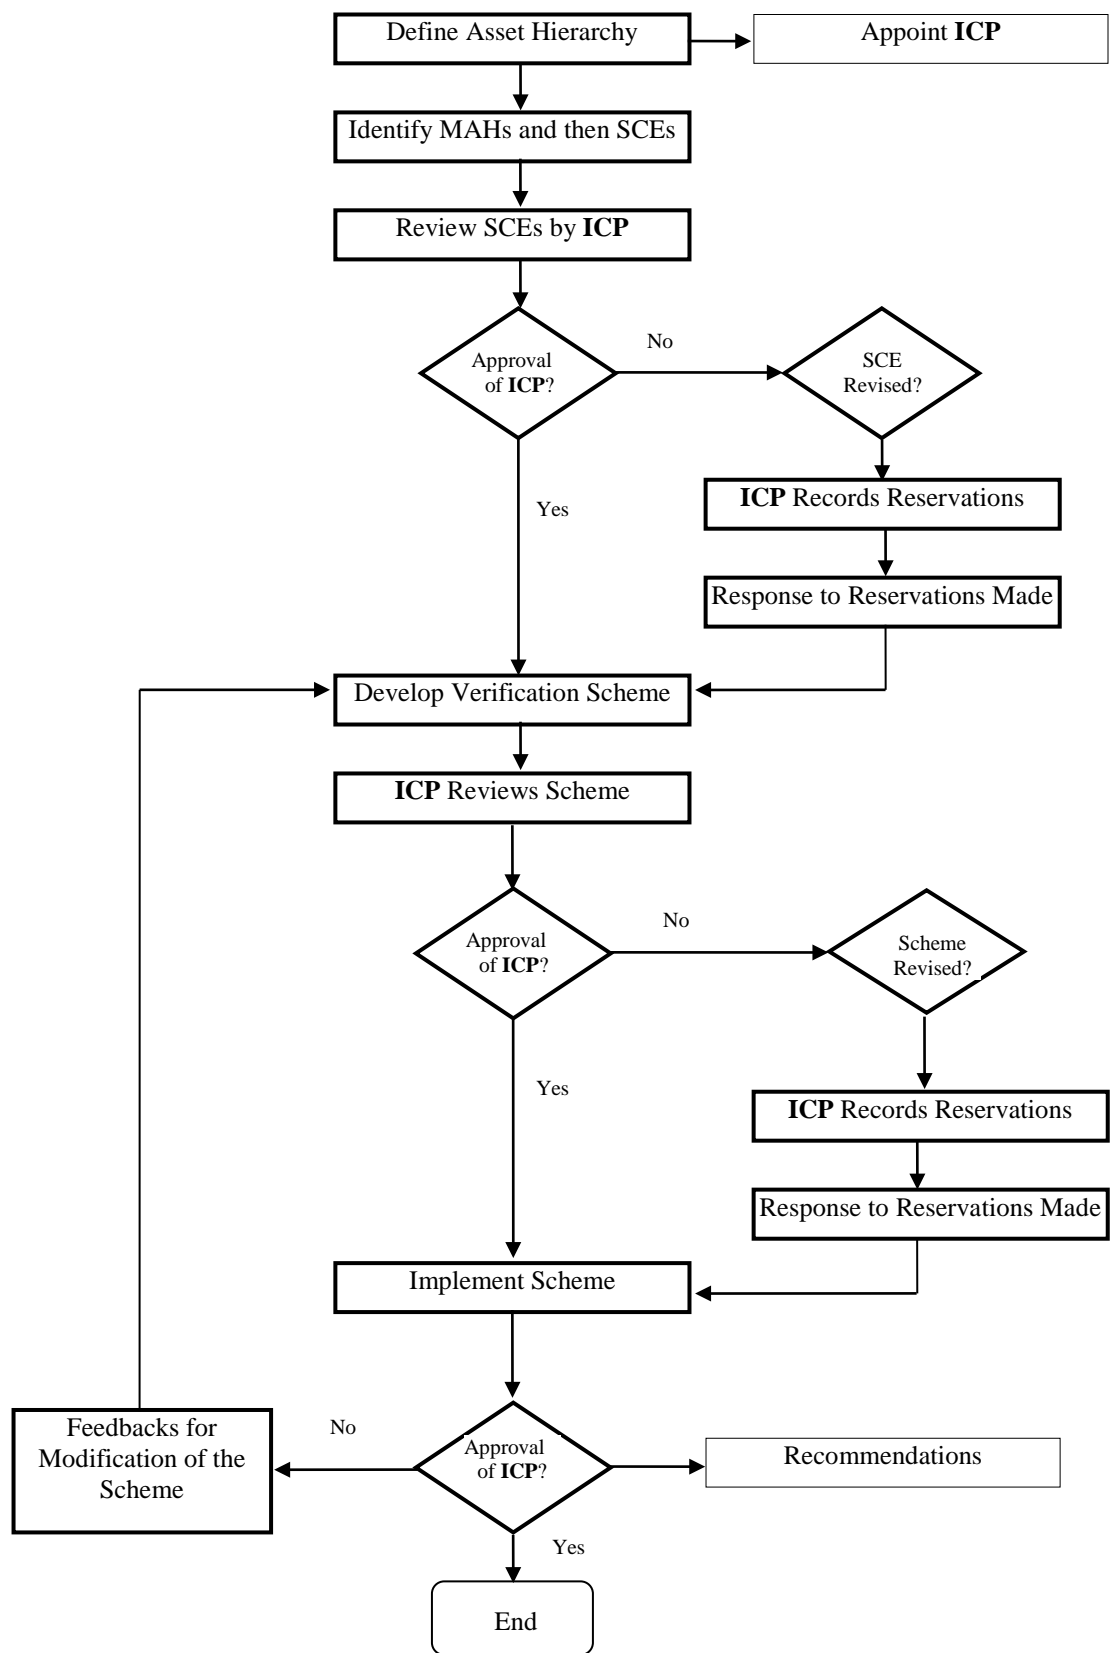 Define Asset Hierarchy
Appoint ICP
Identify MAHs and then SCEs
Review SCEs by ICP
Approval
of ICP?
No
SCE
Revised?
Yes
ICP Records Reservations
Response to Reservations Made
Develop Verification Scheme
ICP Reviews Scheme
Approval
of ICP?
No
Scheme
Revised?
Yes
ICP Records Reservations
Response to Reservations Made
Implement Scheme
Feedbacks for
Modification of the
Scheme
No
Approval
of ICP?
Recommendations
Yes
End